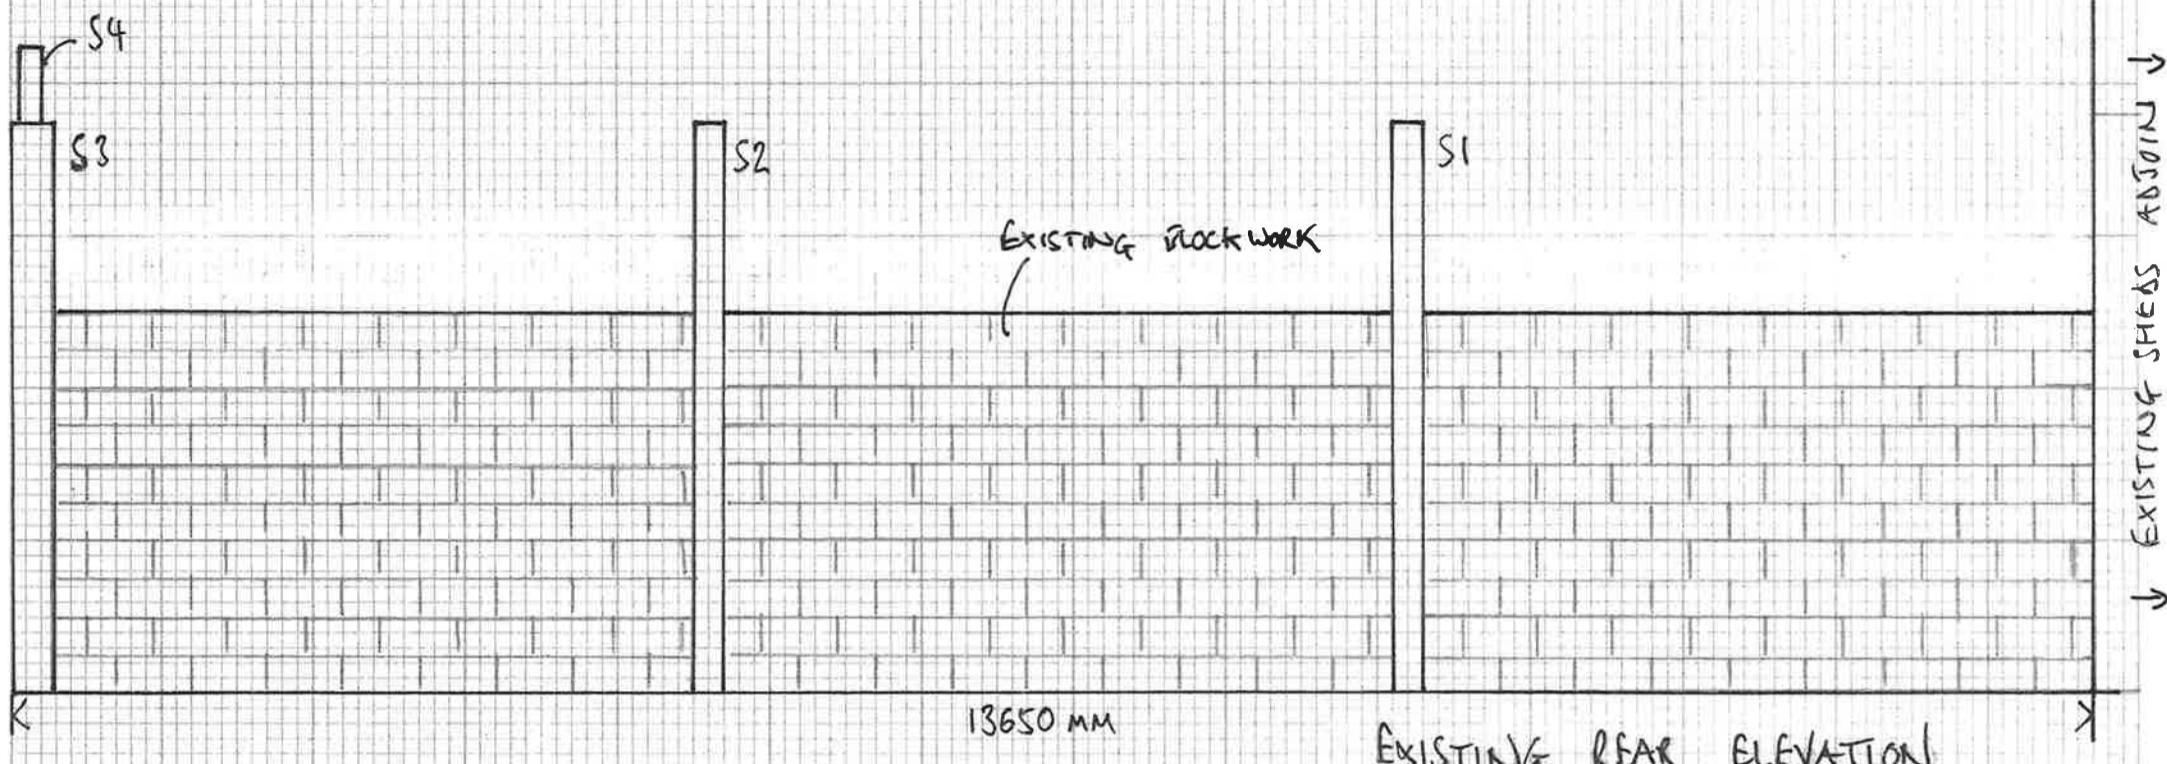 S4
S3
S2
S1
EXISTING BLOCKWORK
EXISTING SHEDS ADJOIN
13650 MM
EXISTING REAR ELEVATION